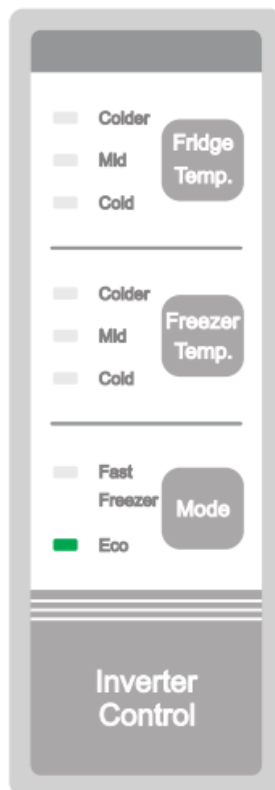 Colder
Mid
Cold
Fridge
Temp.
Colder
Mid
Cold
Freezer
Temp.
Fast
Freezer
Eco
Mode
Inverter
Control